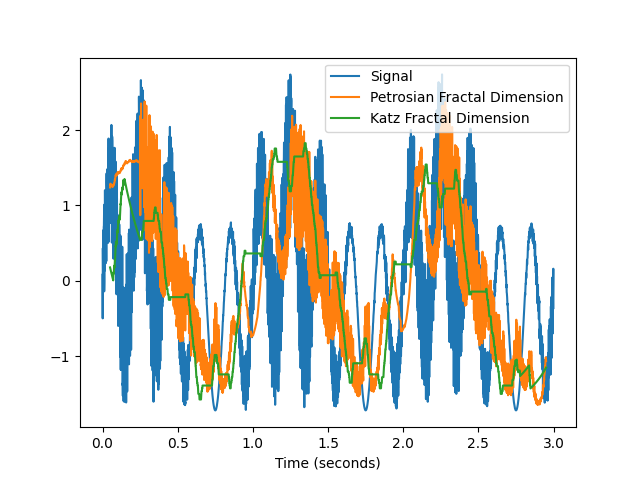 Signal
Petrosian Fractal Dimension
Katz Fractal Dimension
2
1
0
−1
0.0 0.5 1.0 1.5 2.0 2.5 3.0
Time (seconds)